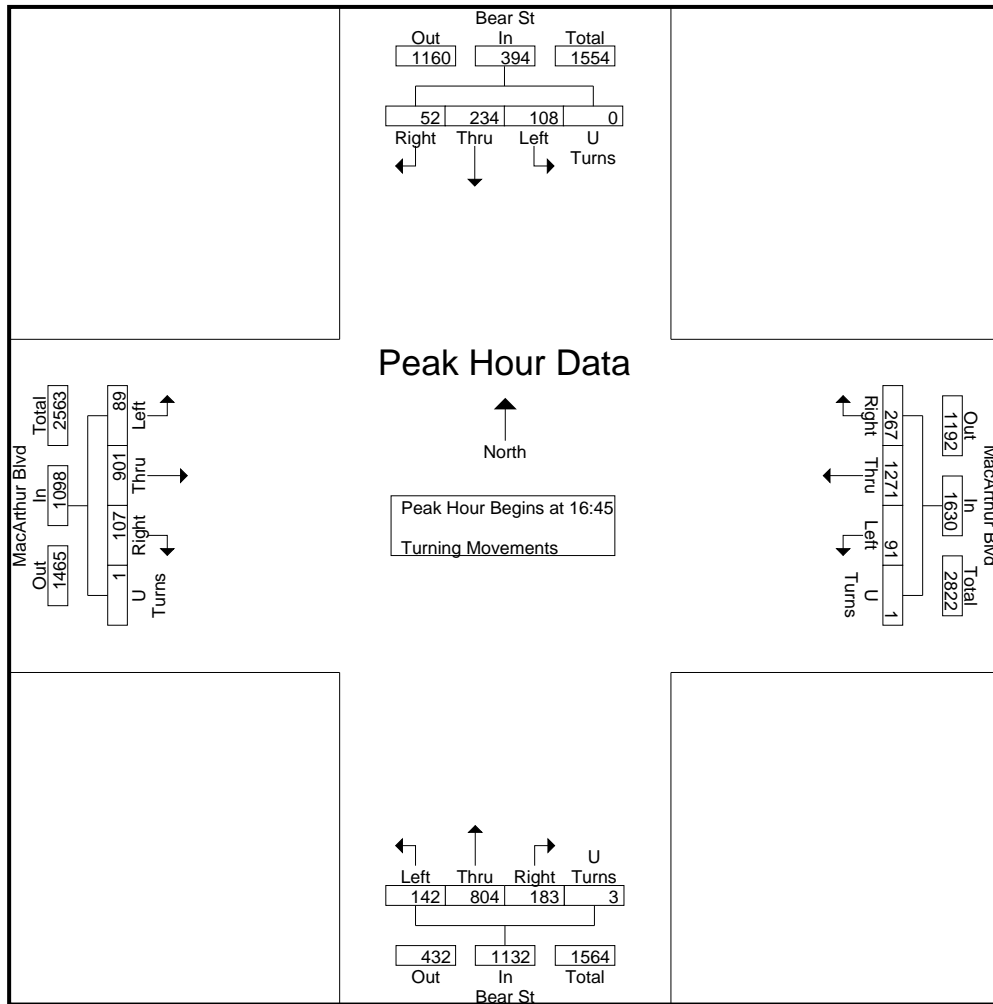 Bear St
Out In Total
1160 394 1554
52 234 108 0
Right Thru Left U
Turns
Peak Hour Data
North
Peak Hour Begins at 16:45
Turning Movements
MacArthur Blvd
Out In Total
1465 1098 2563
1 107 901 89
U Turns Right Thru Left
MacArthur Blvd
Out In Total
1192 1630 2822
267 1271 91 1
Right Thru Left U
Turns
U
Left Thru Right Turns
142 804 183 3
432 1132 1564
Out In Total
Bear St